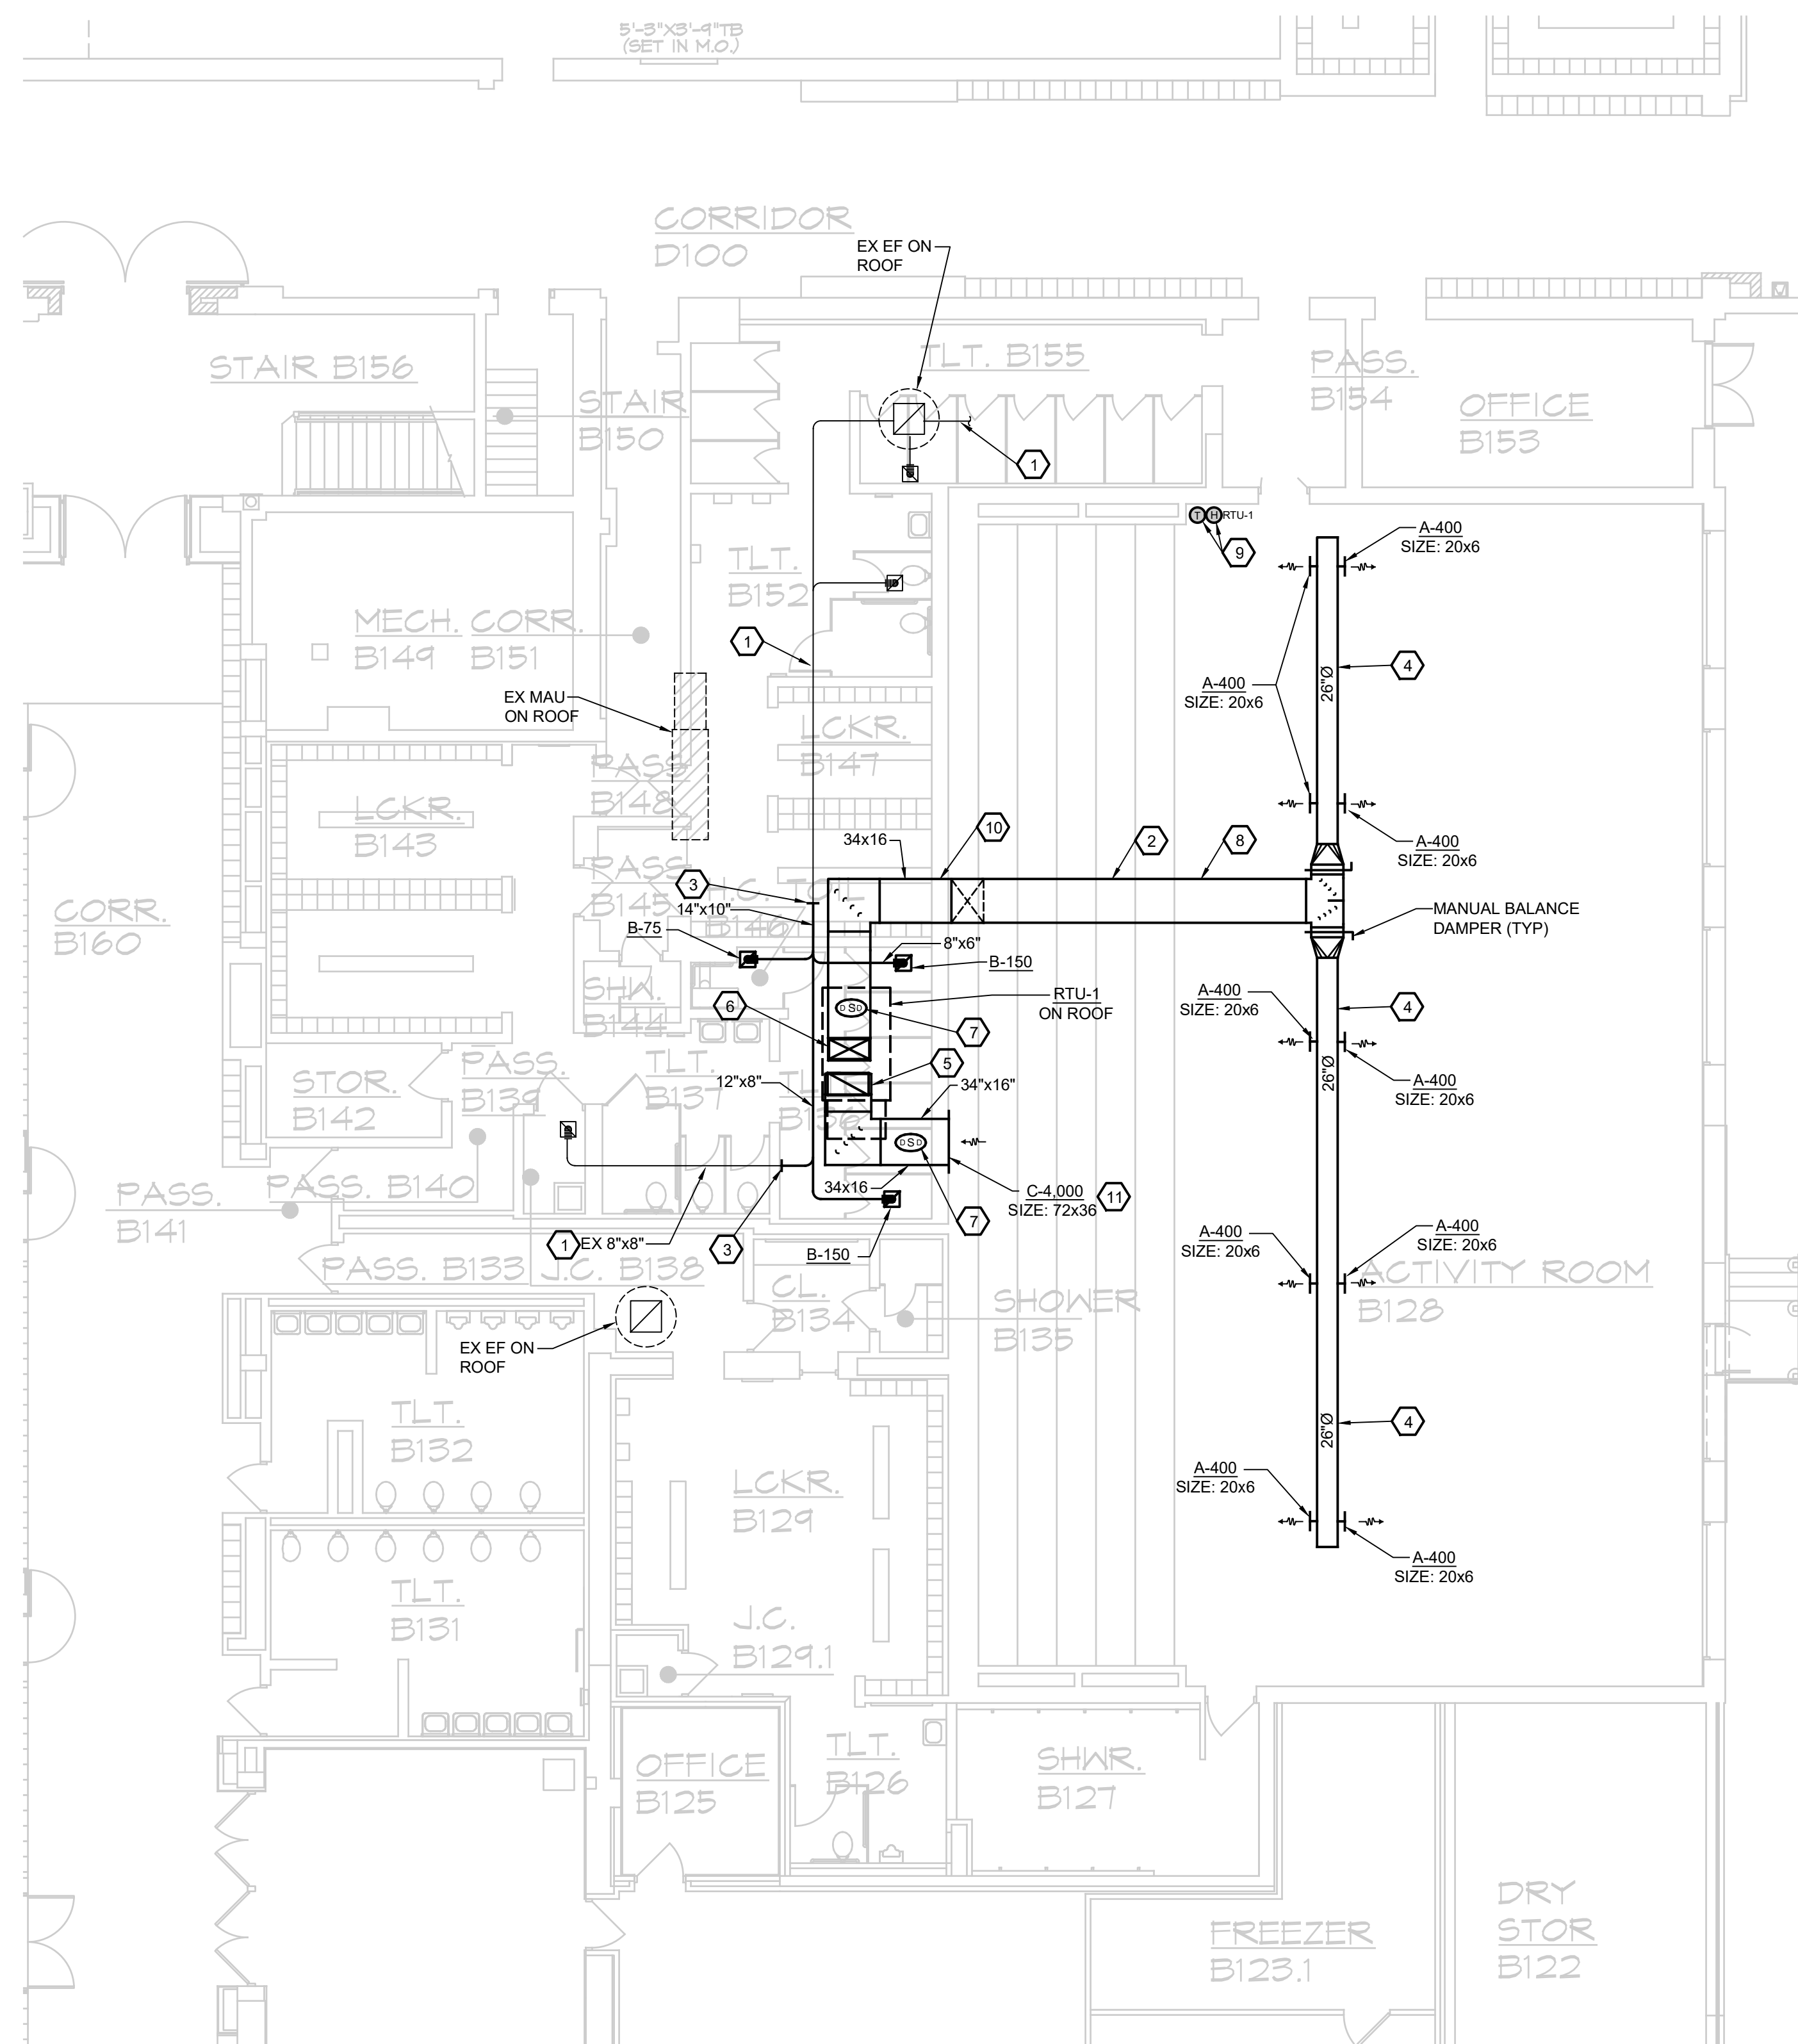 5'-3"X3'-9"TB
(SET IN M.O.)
CORRIDOR
D100
EX EF ON
ROOF
STAIR B156
STAIR
B150
TLT. B155
PASS.
B154
OFFICE
B153
1
T H RTU-1
9
A-400
SIZE: 20x6
TLT.
B152
MECH. CORR.
B149 B151
1
A-400
SIZE: 20x6
26"Ø
4
EX MAU
ON ROOF
LCKR.
B147
PASS.
B148
LCKR.
B143
34x16
10
2
8
A-400
SIZE: 20x6
PASS.
B145
H.C. TOILE
B146
3
14"x10"
CORR.
B160
B-75
8"x6"
B-150
MANUAL BALANCE
DAMPER (TYP)
SHW.
B144
6
DSD
7
RTU-1
ON ROOF
A-400
SIZE: 20x6
4
26"Ø
STOR.
B142
PASS.
B139
TLT.
B137
12"x8"
B136
5
34"x16"
A-400
SIZE: 20x6
DSD
PASS.
B141
PASS. B140
34x16
7
C-4,000
SIZE: 72x36
11
1
EX 8"x8"
3
B-150
A-400
SIZE: 20x6
A-400
SIZE: 20x6
PASS. B133 J.C. B138
CL.
B134
SHOWER
B135
ACTIVITY ROOM
B128
EX EF ON
ROOF
TLT.
B132
26"Ø
4
LCKR.
B129
A-400
SIZE: 20x6
A-400
SIZE: 20x6
TLT.
B131
J.C.
B129.1
OFFICE
B125
TLT.
B126
SHWR.
B127
FREEZER
B123.1
DRY
STOR
B122